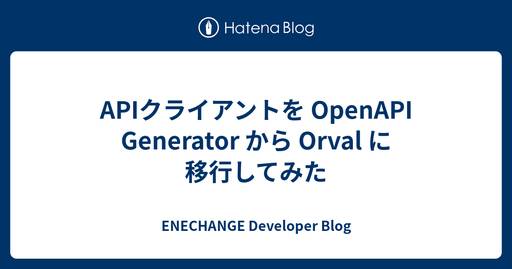 Hatena Blog
APIクライアントを OpenAPI
Generator から Orval に
移行してみた
ENECHANGE Developer Blog